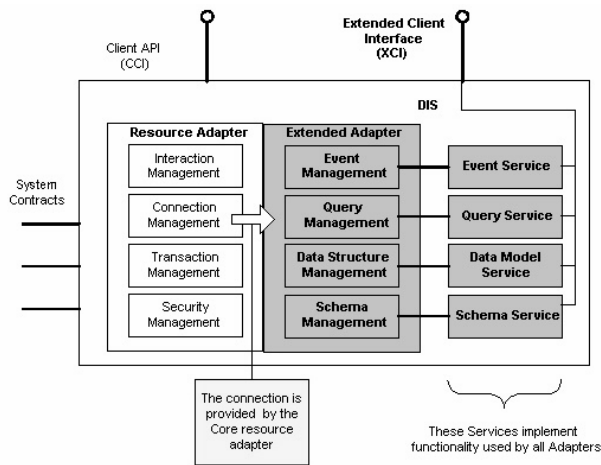 Client API
(CCI)
Extended Client
Interface
(XCI)
DIS
Resource Adapter
Extended Adapter
Interaction
Management
Event
Management
Event Service
System
Contracts
Connection
Management
Query
Management
Query Service
Transaction
Management
Data Structure
Management
Data Model
Service
Security
Management
Schema
Management
Schema Service
The connection is
provided by the
Core resource
adapter
These Services implement
functionality used by all Adapters